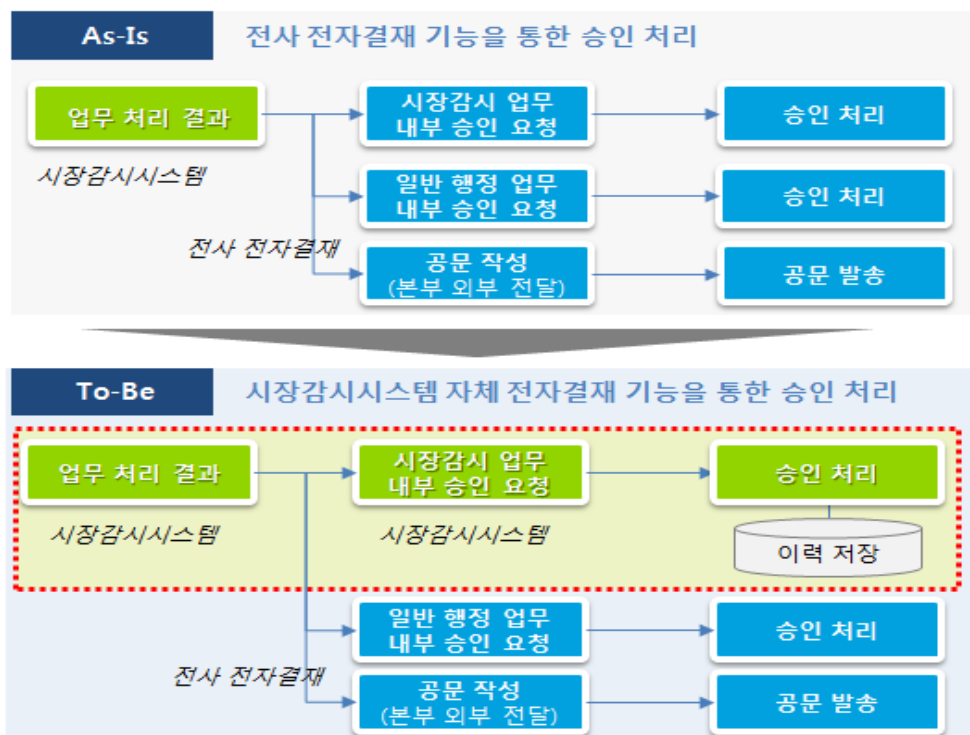 As-Is
전사 전자결재 기능을 통한 승인 처리
업무 처리 결과
시장감시 업무
내부 승인 요청
승인 처리
시장감시시스템
일반 행정 업무
내부 승인 요청
승인 처리
전사 전자결재
공문 작성
(본부 외부 전달)
공문 발송
To-Be
시장감시시스템 자체 전자결재 기능을 통한 승인 처리
업무 처리 결과
시장감시 업무
내부 승인 요청
승인 처리
시장감시시스템
시장감시시스템
이력 저장
일반 행정 업무
내부 승인 요청
승인 처리
전사 전자결재
공문 작성
(본부 외부 전달)
공문 발송